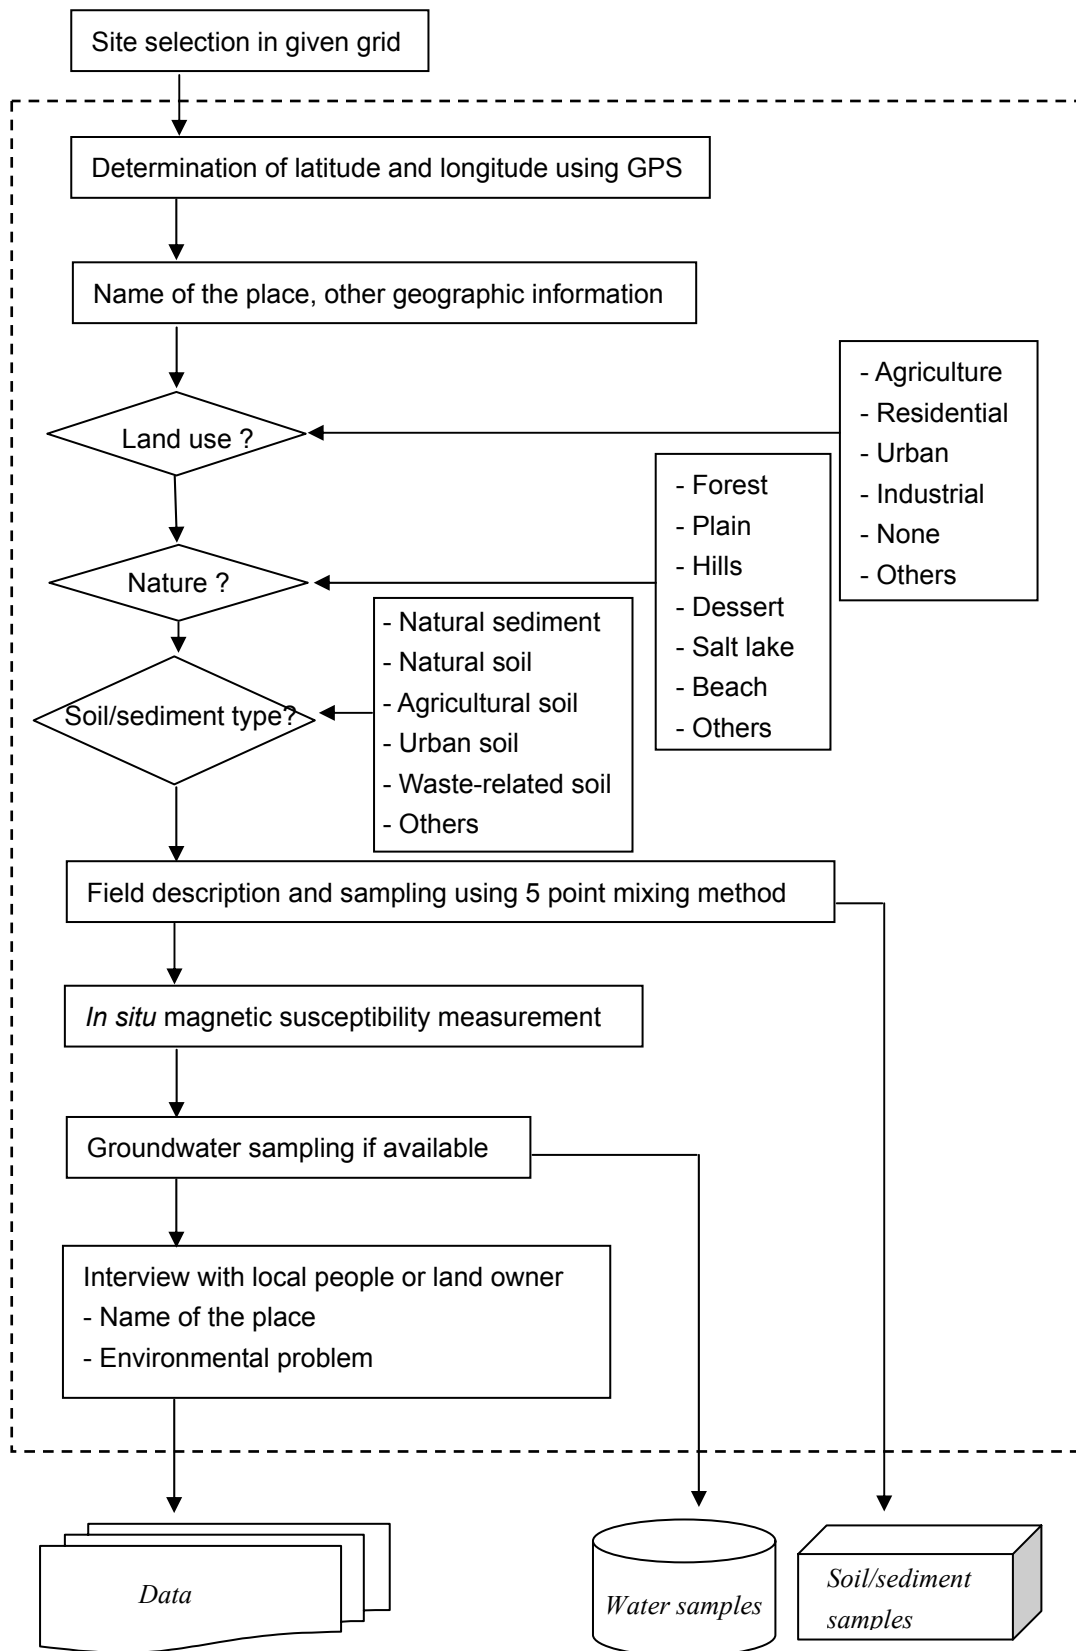 Site selection in given grid
Determination of latitude and longitude using GPS
Name of the place, other geographic information
Land use ?
- Agriculture
- Residential
- Urban
- Industrial
- None
- Others
Nature ?
- Forest
- Plain
- Hills
- Dessert
- Salt lake
- Beach
- Others
Soil/sediment type?
- Natural sediment
- Natural soil
- Agricultural soil
- Urban soil
- Waste-related soil
- Others
Field description and sampling using 5 point mixing method
In situ magnetic susceptibility measurement
Groundwater sampling if available
Interview with local people or land owner
- Name of the place
- Environmental problem
Data
Water samples
Soil/sediment
samples